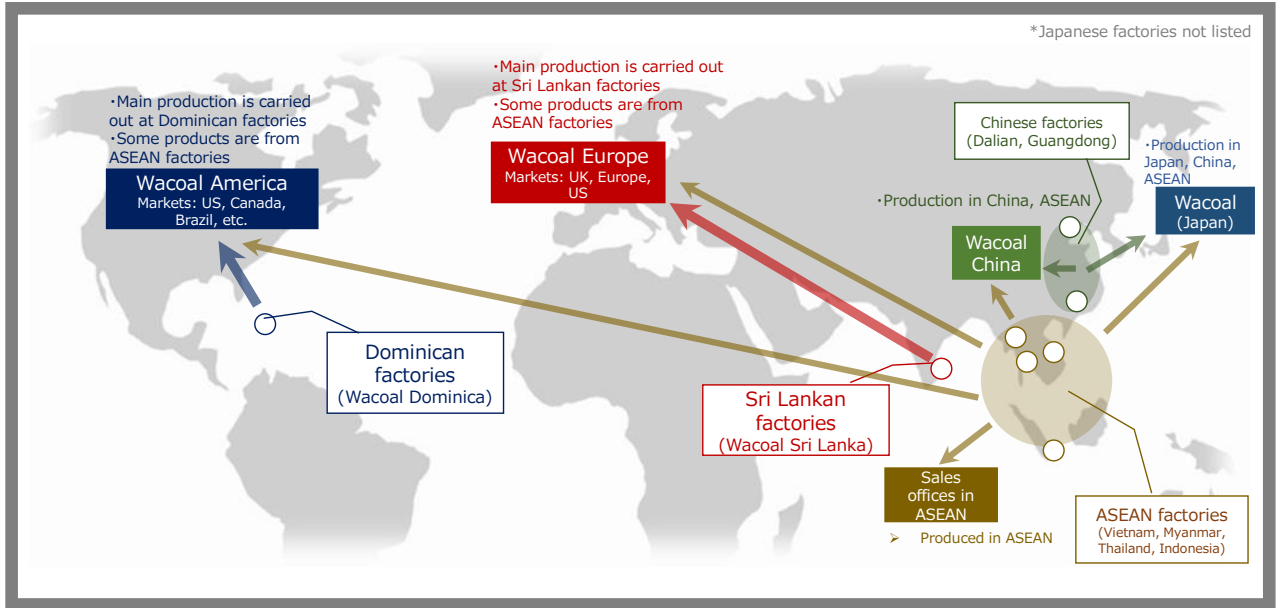 *Japanese factories not listed
・Main production is carried out
at Sri Lankan factories
・Some products are from
ASEAN factories
Wacoal Europe
Markets: UK, Europe,
US
・Main production is carried
out at Dominican factories
・Some products are from
ASEAN factories
Wacoal America
Markets: US, Canada,
Brazil, etc.
Chinese factories
(Dalian, Guangdong)
・Production in
Japan, China,
ASEAN
Wacoal
(Japan)
・Production in China, ASEAN
Wacoal
China
Dominican
factories
(Wacoal Dominica)
Sri Lankan
factories
(Wacoal Sri Lanka)
Sales
offices in
ASEAN
➢ Produced in ASEAN
ASEAN factories
(Vietnam, Myanmar,
Thailand, Indonesia)